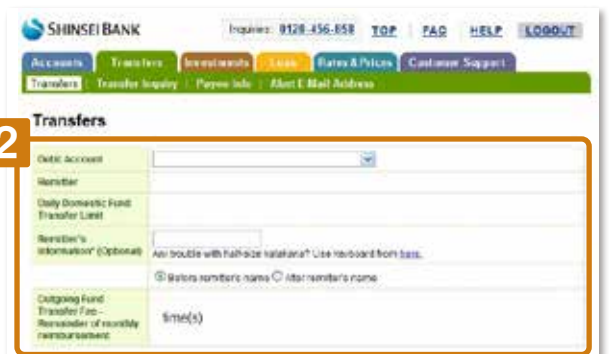 SHINSEI BANK
Inquiries: 0120-456-858 TOP FAQ HELP LOGOUT
Accounts Transfers Investments Loan Rates & Prices Customer Support
Transfers Transfer Inquiry Payee Info Alert E-Mail Address
Transfers
2
Debit Account
Remitter
Daily Domestic Fund
Transfer Limit
Remitter's
information* (Optional)
Any trouble with half-size katakana? Use keyboard from here.
Before remitter's name After remitter's name
Outgoing Fund
Transfer Fee -
Remainder of monthly
reimbursement
time(s)